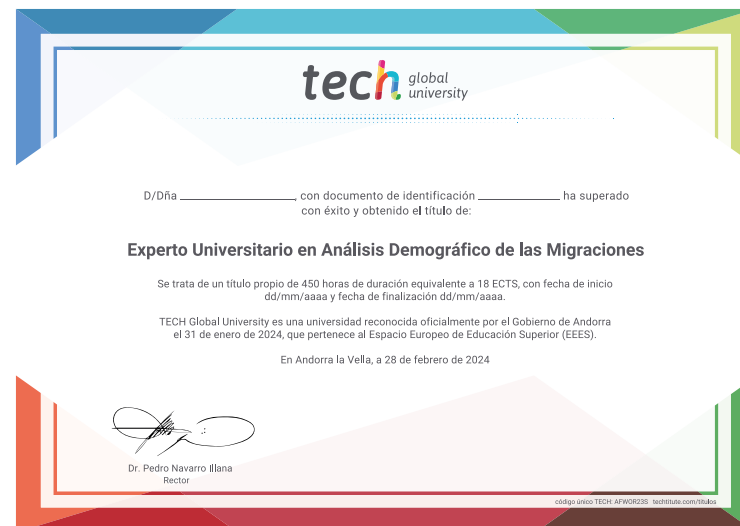 tech global university
D/Dña ____________________, con documento de identificación ______________ ha superado
con éxito y obtenido el título de:
Experto Universitario en Análisis Demográfico de las Migraciones
Se trata de un título propio de 450 horas de duración equivalente a 18 ECTS, con fecha de inicio
dd/mm/aaaa y fecha de finalización dd/mm/aaaa.
TECH Global University es una universidad reconocida oficialmente por el Gobierno de Andorra
el 31 de enero de 2024, que pertenece al Espacio Europeo de Educación Superior (EEES).
En Andorra la Vella, a 28 de febrero de 2024
Dr. Pedro Navarro Illana
Rector
código único TECH: AFWOR23S techtitute.com/titulos